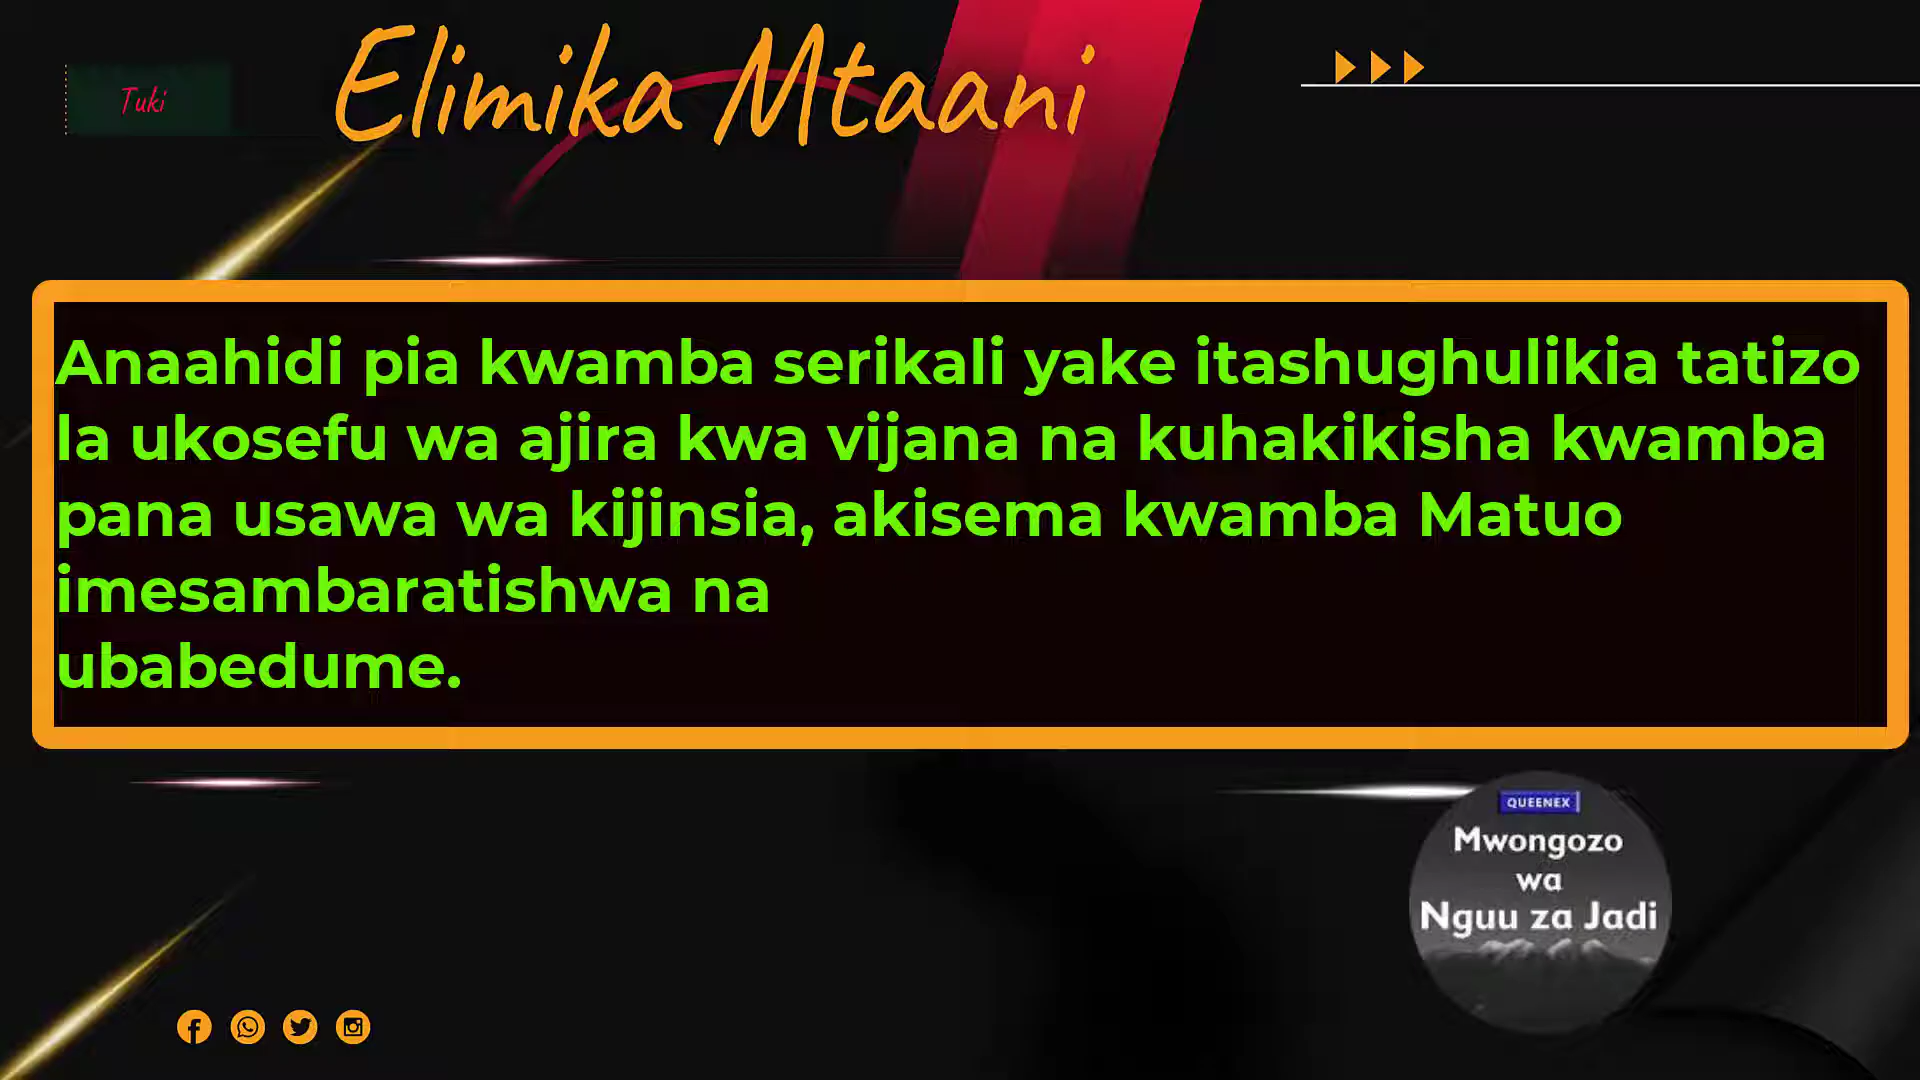 Elimika Mtaani
Tuki
Anaahidi pia kwamba serikali yake itashughulikia tatizo
la ukosefu wa ajira kwa vijana na kuhakikisha kwamba
pana usawa wa kijinsia, akisema kwamba Matuo
imesambaratishwa na
ubabedume.
QUEENEX
Mwongozo
wa
Nguu za Jadi